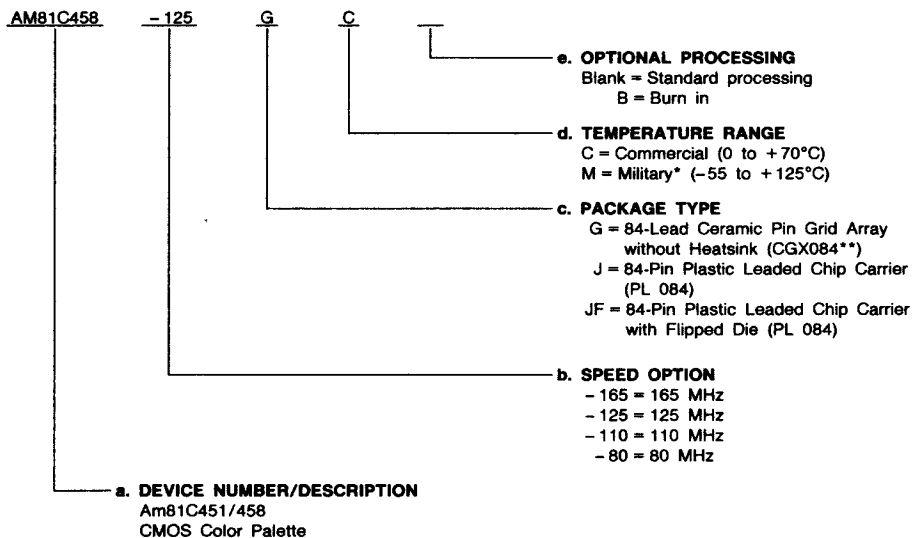 AM81C458 -125 G C
e. OPTIONAL PROCESSING
Blank = Standard processing
B = Burn in
d. TEMPERATURE RANGE
C = Commercial (0 to +70°C)
M = Military* (-55 to +125°C)
c. PACKAGE TYPE
G = 84-Lead Ceramic Pin Grid Array
without Heatsink (CGX084**)
J = 84-Pin Plastic Leaded Chip Carrier
(PL 084)
JF = 84-Pin Plastic Leaded Chip Carrier
with Flipped Die (PL 084)
b. SPEED OPTION
-165 = 165 MHz
-125 = 125 MHz
-110 = 110 MHz
-80 = 80 MHz
a. DEVICE NUMBER/DESCRIPTION
Am81C451/458
CMOS Color Palette